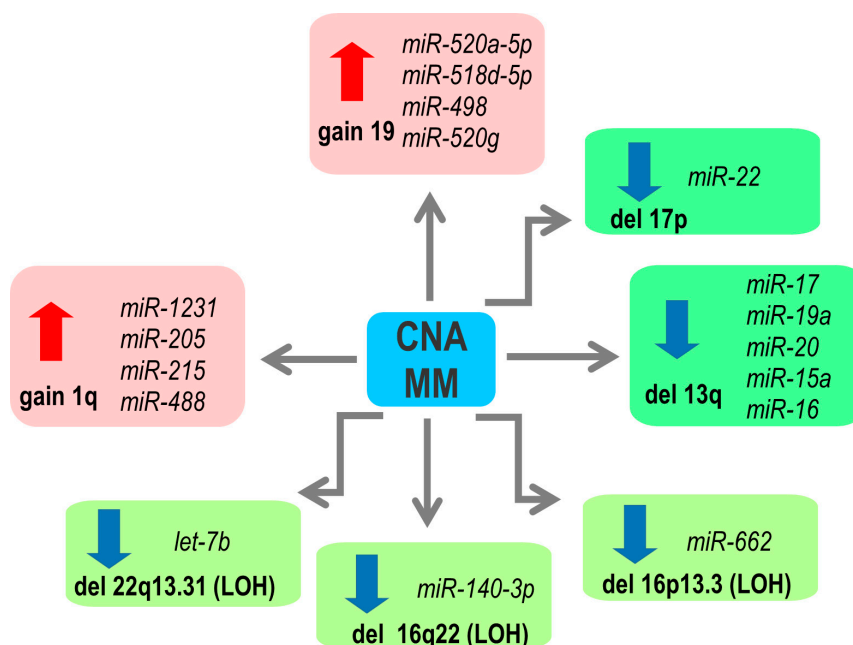 miR-520a-5p
miR-518d-5p
miR-498
miR-520g
gain 19
miR-22
del 17p
miR-1231
miR-205
miR-215
miR-488
gain 1q
CNA
MM
miR-17
miR-19a
miR-20
miR-15a
miR-16
del 13q
let-7b
del 22q13.31 (LOH)
miR-140-3p
del 16q22 (LOH)
miR-662
del 16p13.3 (LOH)